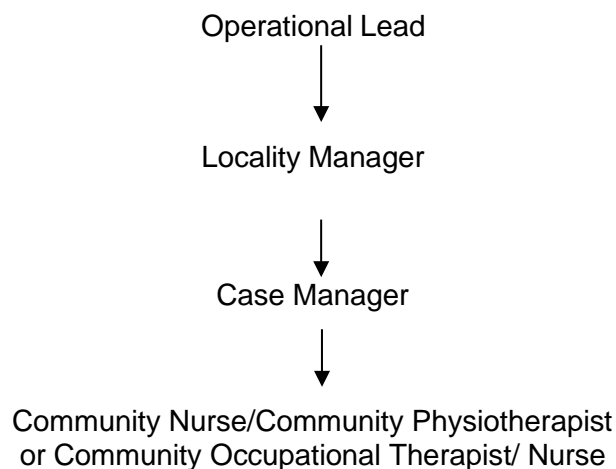 Operational Lead
Locality Manager
Case Manager
Community Nurse/Community Physiotherapist
or Community Occupational Therapist/ Nurse